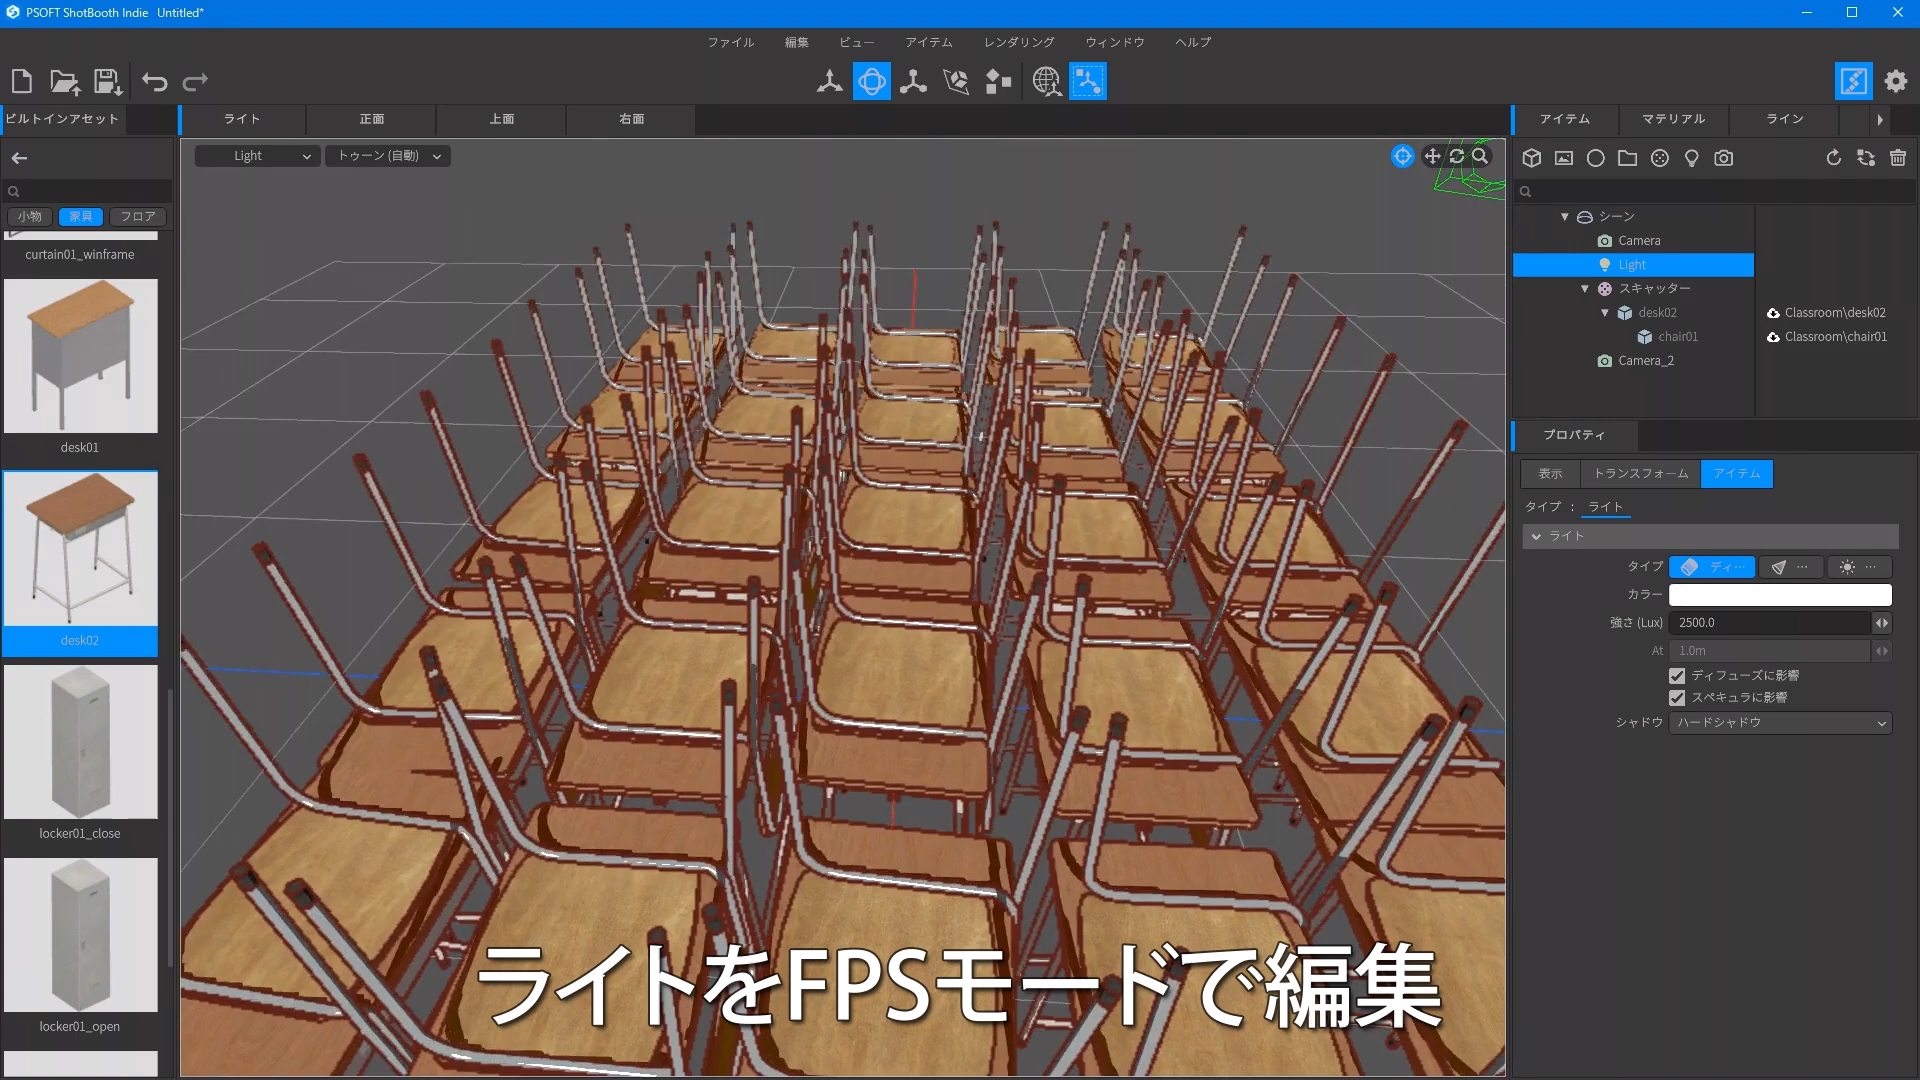 PSOFT ShotBooth Indie Untitled*
ファイル 編集 ビュー アイテム レンダリング ウィンドウ ヘルプ
ビルトインアセット
ライト 正面 上面 右面
アイテム マテリアル ライン
Light トゥーン (自動)
小物 家具 フロア
curtain01_winframe
desk01
desk02
locker01_close
locker01_open
シーン
Camera
Light
スキャッター
desk02 Classroom\desk02
chair01 Classroom\chair01
Camera_2
プロパティ
表示 トランスフォーム アイテム
タイプ : ライト
ライト
タイプ ディ… … …
カラー
強さ (Lux) 2500.0
At 1.0m
ディフューズに影響
スペキュラに影響
シャドウ ハードシャドウ
ライトをFPSモードで編集